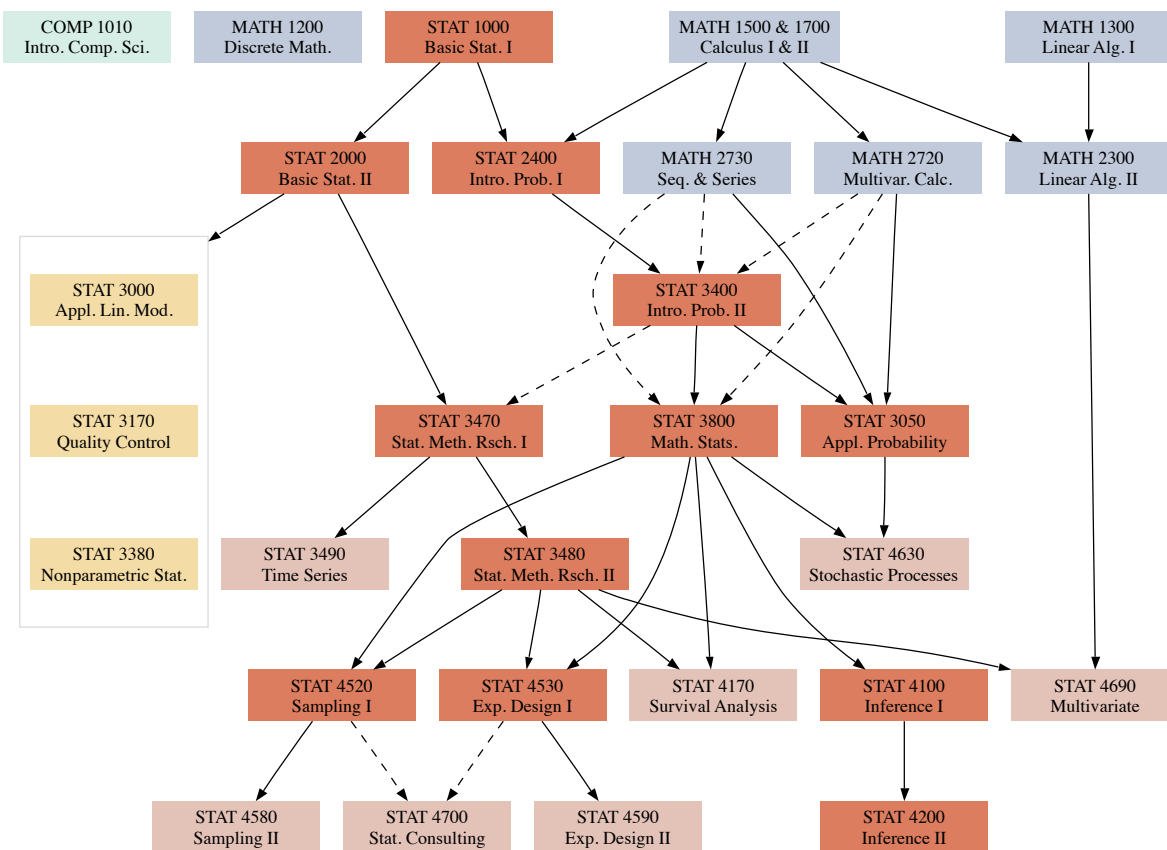 COMP 1010
Intro. Comp. Sci.
MATH 1200
Discrete Math.
STAT 1000
Basic Stat. I
MATH 1500 & 1700
Calculus I & II
MATH 1300
Linear Alg. I
STAT 2000
Basic Stat. II
STAT 2400
Intro. Prob. I
MATH 2730
Seq. & Series
MATH 2720
Multivar. Calc.
MATH 2300
Linear Alg. II
STAT 3000
Appl. Lin. Mod.
STAT 3400
Intro. Prob. II
STAT 3170
Quality Control
STAT 3470
Stat. Meth. Rsch. I
STAT 3800
Math. Stats.
STAT 3050
Appl. Probability
STAT 3380
Nonparametric Stat.
STAT 3490
Time Series
STAT 3480
Stat. Meth. Rsch. II
STAT 4630
Stochastic Processes
STAT 4520
Sampling I
STAT 4530
Exp. Design I
STAT 4170
Survival Analysis
STAT 4100
Inference I
STAT 4690
Multivariate
STAT 4580
Sampling II
STAT 4700
Stat. Consulting
STAT 4590
Exp. Design II
STAT 4200
Inference II